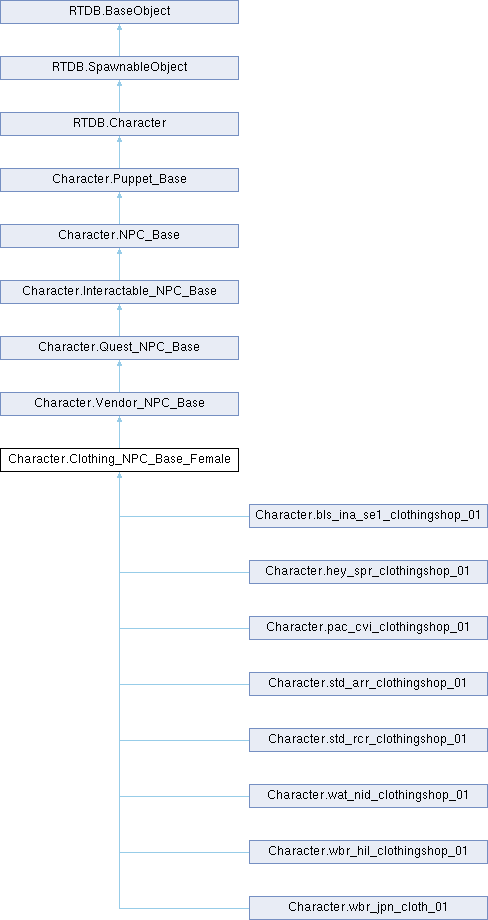 RTDB.BaseObject
RTDB.SpawnableObject
RTDB.Character
Character.Puppet_Base
Character.NPC_Base
Character.Interactable_NPC_Base
Character.Quest_NPC_Base
Character.Vendor_NPC_Base
Character.Clothing_NPC_Base_Female
Character.bls_ina_se1_clothingshop_01
Character.hey_spr_clothingshop_01
Character.pac_cvi_clothingshop_01
Character.std_arr_clothingshop_01
Character.std_rcr_clothingshop_01
Character.wat_nid_clothingshop_01
Character.wbr_hil_clothingshop_01
Character.wbr_jpn_cloth_01